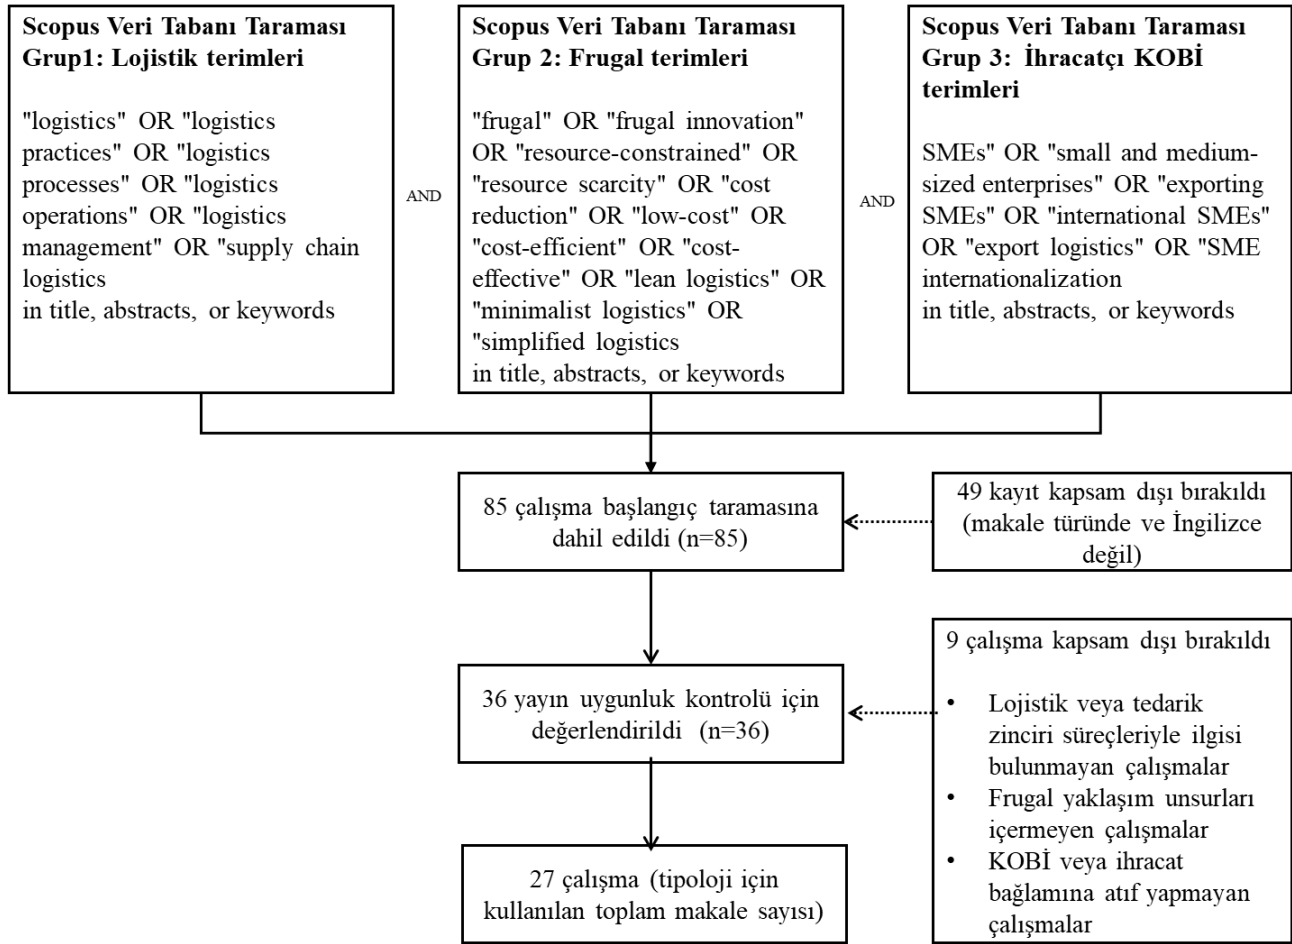 Scopus Veri Tabanı Taraması
Grup1: Lojistik terimleri
"logistics" OR "logistics
practices" OR "logistics
processes" OR "logistics
operations" OR "logistics
management" OR "supply chain
logistics
in title, abstracts, or keywords
AND
Scopus Veri Tabanı Taraması
Grup 2: Frugal terimleri
"frugal" OR "frugal innovation"
OR "resource-constrained" OR
"resource scarcity" OR "cost
reduction" OR "low-cost" OR
"cost-efficient" OR "cost-
effective" OR "lean logistics" OR
"minimalist logistics" OR
"simplified logistics
in title, abstracts, or keywords
AND
Scopus Veri Tabanı Taraması
Grup 3: İhracatçı KOBİ
terimleri
SMEs" OR "small and medium-
sized enterprises" OR "exporting
SMEs" OR "international SMEs"
OR "export logistics" OR "SME
internationalization
in title, abstracts, or keywords
85 çalışma başlangıç taramasına
dahil edildi (n=85)
49 kayıt kapsam dışı bırakıldı
(makale türünde ve İngilizce
değil)
36 yayın uygunluk kontrolü için
değerlendirildi (n=36)
9 çalışma kapsam dışı bırakıldı
• Lojistik veya tedarik
zinciri süreçleriyle ilgisi
bulunmayan çalışmalar
• Frugal yaklaşım unsurları
içermeyen çalışmalar
• KOBİ veya ihracat
bağlamına atıf yapmayan
çalışmalar
27 çalışma (tipoloji için
kullanılan toplam makale sayısı)